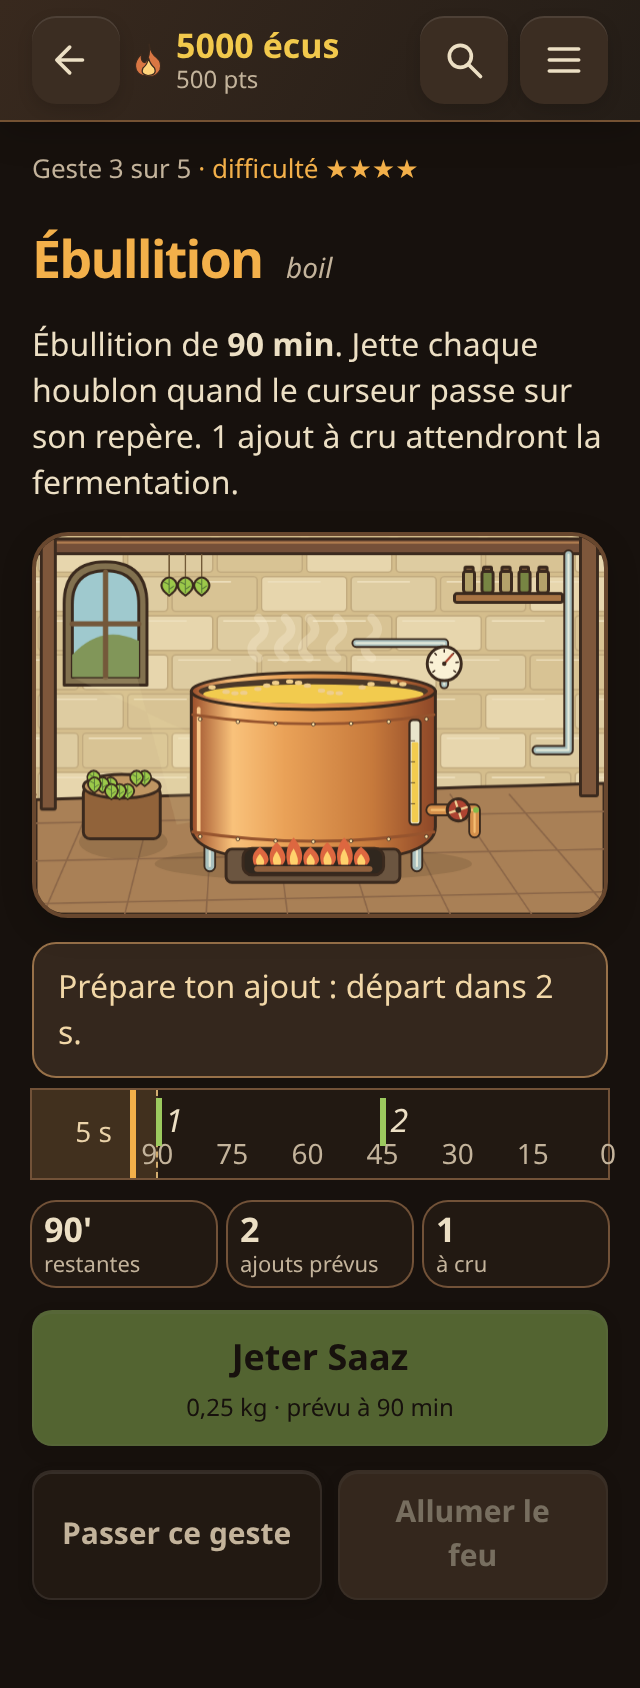 5000 écus
500 pts
Geste 3 sur 5 · difficulté ★★★★
Ébullition boil
Ébullition de 90 min. Jette chaque
houblon quand le curseur passe sur
son repère. 1 ajout à cru attendront la
fermentation.
Prépare ton ajout : départ dans 2
s.
5 s 1 2
90 75 60 45 30 15 0
90' 2 1
restantes ajouts prévus à cru
Jeter Saaz
0,25 kg · prévu à 90 min
Passer ce geste
Allumer le
feu